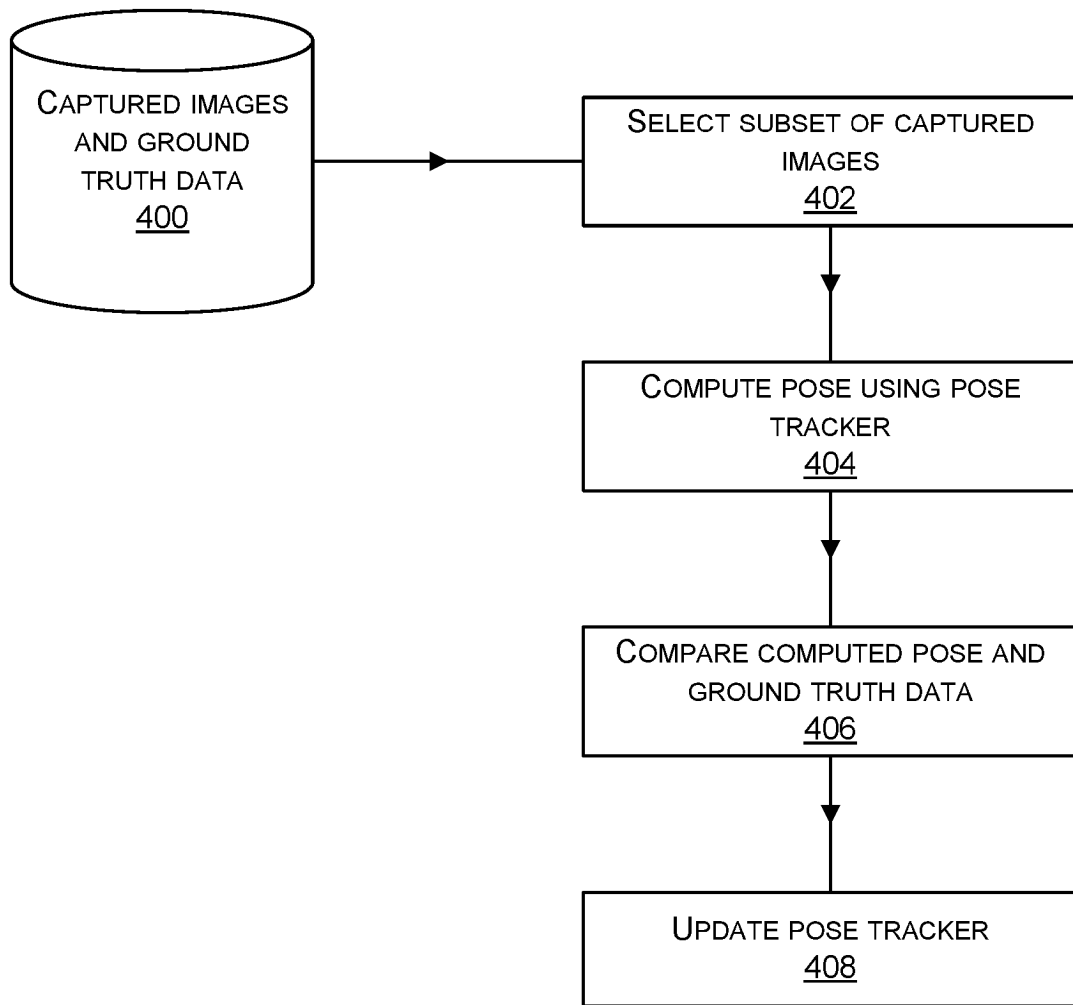 CAPTURED IMAGES
AND GROUND
TRUTH DATA
400
SELECT SUBSET OF CAPTURED
IMAGES
402
COMPUTE POSE USING POSE
TRACKER
404
COMPARE COMPUTED POSE AND
GROUND TRUTH DATA
406
UPDATE POSE TRACKER
408